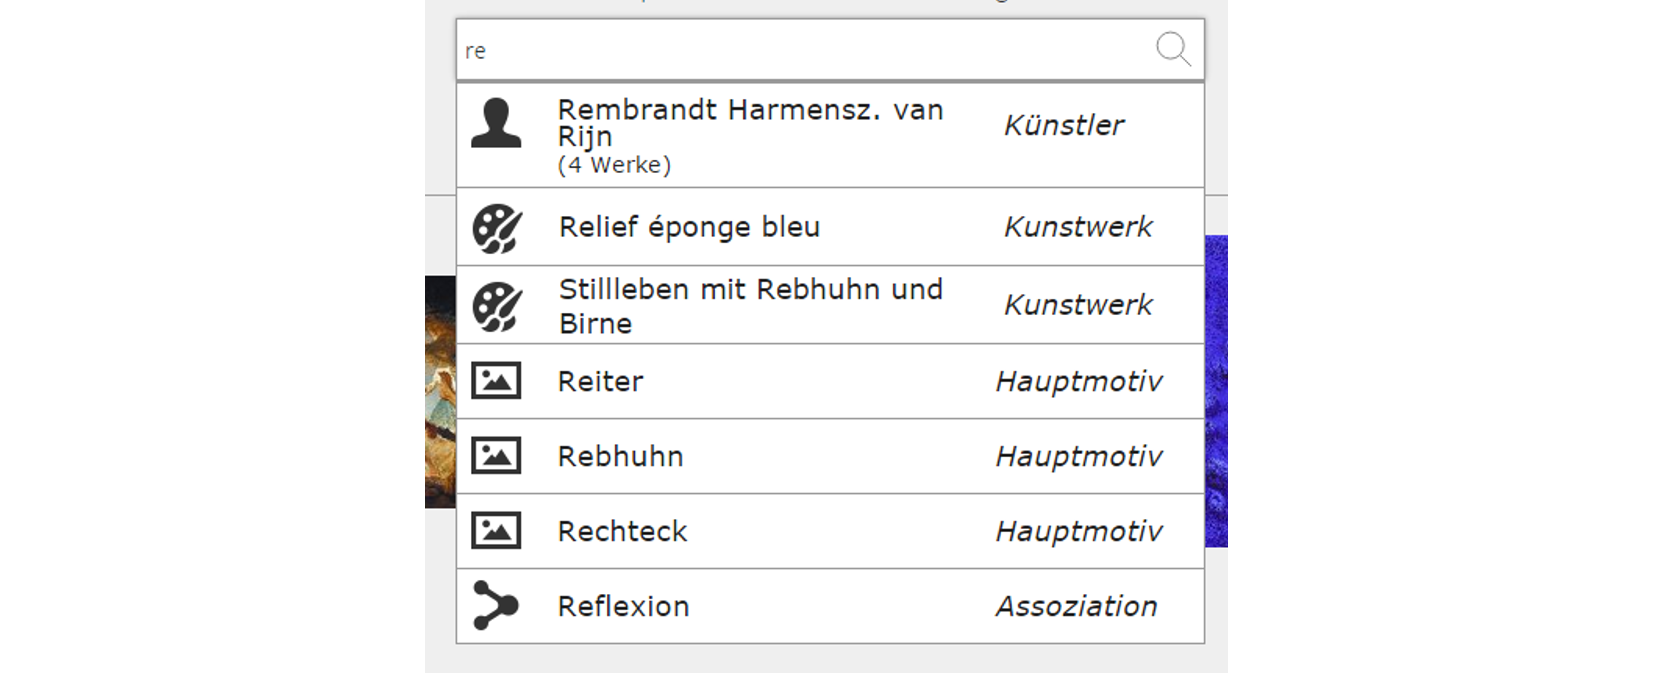 re
Rembrandt Harmensz. van
Rijn
(4 Werke)
Künstler
Relief éponge bleu
Kunstwerk
Stillleben mit Rebhuhn und
Birne
Kunstwerk
Reiter
Hauptmotiv
Rebhuhn
Hauptmotiv
Rechteck
Hauptmotiv
Reflexion
Assoziation